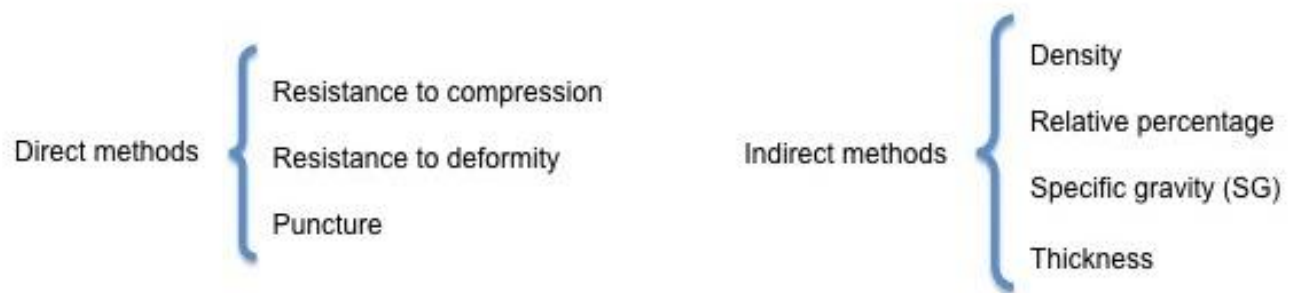 Direct methods
Resistance to compression
Resistance to deformity
Puncture
Indirect methods
Density
Relative percentage
Specific gravity (SG)
Thickness